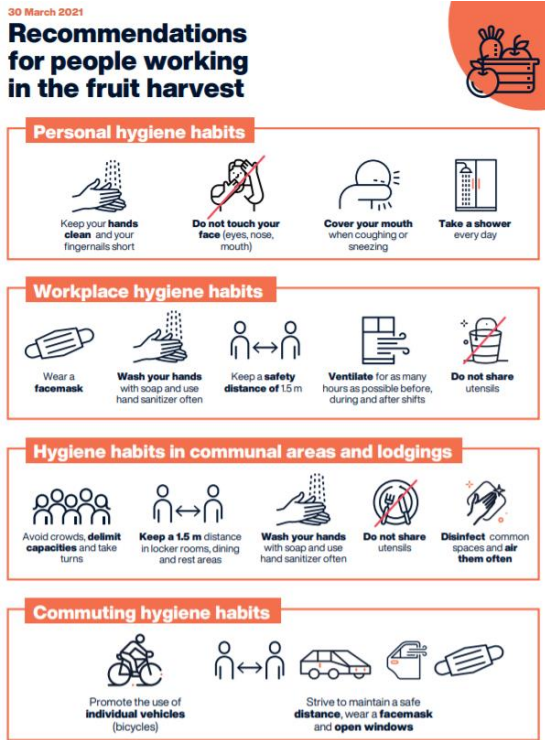 30 March 2021
Recommendations
for people working
in the fruit harvest
Personal hygiene habits
Keep your hands
clean and your
fingernails short
Do not touch your
face (eyes, nose,
mouth)
Cover your mouth
when coughing or
sneezing
Take a shower
every day
Workplace hygiene habits
Wear a
facemask
Wash your hands
with soap and use
hand sanitizer often
Keep a safety
distance of 1.5 m
Ventilate for as many
hours as possible before,
during and after shifts
Do not share
utensils
Hygiene habits in communal areas and lodgings
Avoid crowds, delimit
capacities and take
turns
Keep a 1.5 m distance
in locker rooms, dining
and rest areas
Wash your hands
with soap and use
hand sanitizer often
Do not share
utensils
Disinfect common
spaces and air
them often
Commuting hygiene habits
Promote the use of
individual vehicles
(bicycles)
Strive to maintain a safe
distance, wear a facemask
and open windows